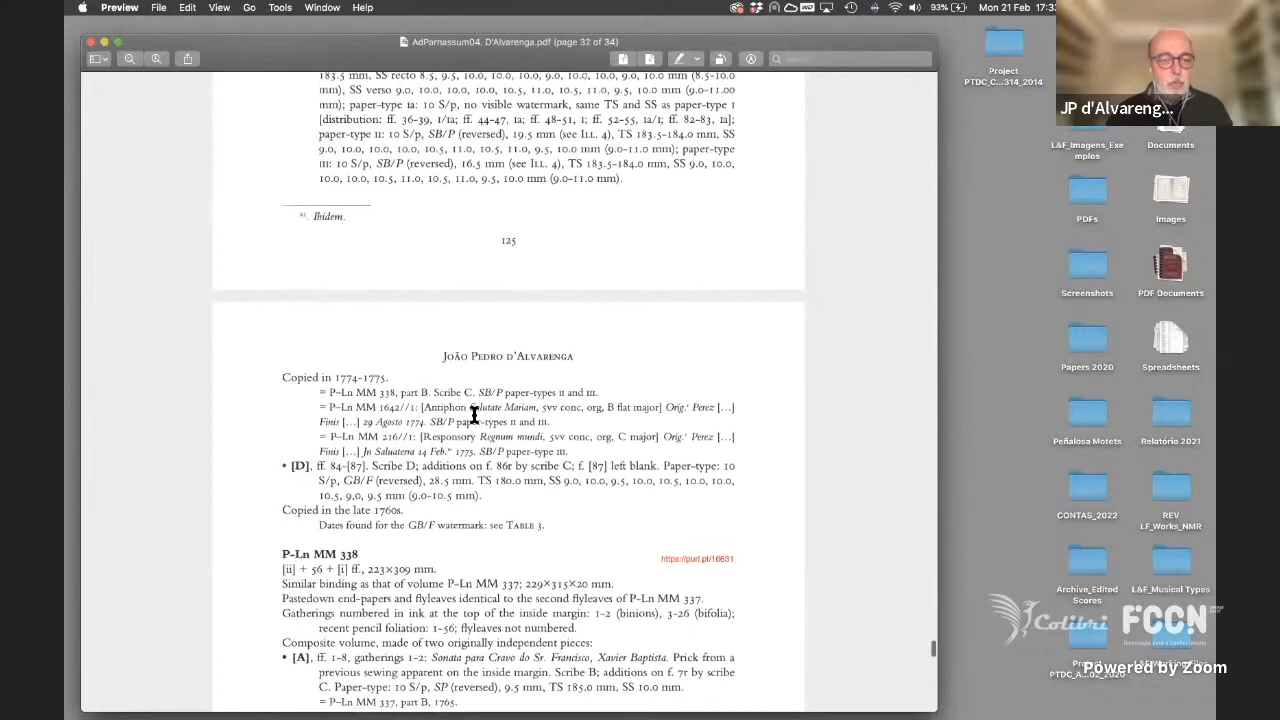 Preview File Edit View Go Tools Window Help
93% Mon 21 Feb
AdParnassum04. D'Alvarenga.pdf (page 32 of 34)
183.5 mm, SS recto 8.5, 9.5, 10.0, 10.0, 10.0, 9.0, 10.0, 10.0, 10.0 mm (8.5-10.0
mm), SS verso 9.0, 10.0, 10.0, 10.5, 11.0, 10.5, 11.0, 9.5, 10.0 mm (9.0-11.00
mm); paper-type Ia: 10 S/p, no visible watermark, same TS and SS as paper-type I
[distribution: ff. 36-39, I/Ia; ff. 44-47, Ia; ff. 48-51, I; ff. 52-55, Ia/I; ff. 82-83, Ia];
paper-type II: 10 S/p, SB/P (reversed), 19.5 mm (see Ill. 4), TS 183.5-184.0 mm, SS
9.0, 10.0, 10.0, 10.5, 11.0, 10.5, 11.0, 9.5, 10.0 mm (9.0-11.0 mm); paper-type
III: 10 S/p, SB/P (reversed), 16.5 mm (see Ill. 4), TS 183.5-184.0 mm, SS 9.0, 10.0,
10.0, 10.0, 10.5, 11.0, 10.5, 11.0, 9.5, 10.0 mm (9.0-11.0 mm).
Ibidem.
125
João Pedro d'Alvarenga
Copied in 1774-1775.
= P-Ln MM 338, part B. Scribe C. SB/P paper-types II and III.
= P-Ln MM 1642//1: [Antiphon Salutate Mariam, 5vv conc, org, B flat major] Orig.ˡ Perez [...]
Finis [...] 29 Agosto 1774. SB/P paper-types II and III.
= P-Ln MM 216//1: [Responsory Regnum mundi, 5vv conc, org, C major] Orig.ˡ Perez [...]
Finis [...] Jn Saluaterra 14 Feb.ʳᵒ 1775. SB/P paper-type III.
• [D], ff. 84-[87]. Scribe D; additions on f. 86r by scribe C; f. [87] left blank. Paper-type: 10
S/p, GB/F (reversed), 28.5 mm. TS 180.0 mm, SS 9.0, 10.0, 9.5, 10.0, 10.5, 10.0, 10.0,
10.5, 9,0, 9.5 mm (9.0-10.5 mm).
Copied in the late 1760s.
Dates found for the GB/F watermark: see Table 3.
P-Ln MM 338
https://purl.pt/16631
[ii] + 56 + [i] ff., 223×309 mm.
Similar binding as that of volume P-Ln MM 337; 229×315×20 mm.
Pastedown end-papers and flyleaves identical to the second flyleaves of P-Ln MM 337.
Gatherings numbered in ink at the top of the inside margin: 1-2 (binions), 3-26 (bifolia);
recent pencil foliation: 1-56; flyleaves not numbered.
Composite volume, made of two originally independent pieces:
• [A], ff. 1-8, gatherings 1-2: Sonata para Cravo do Sr. Francisco, Xavier Baptista. Prick from a
previous sewing apparent on the inside margin. Scribe B; additions on f. 7r by scribe
C. Paper-type: 10 S/p, SP (reversed), 9.5 mm, TS 185.0 mm, SS 10.0 mm.
= P-Ln MM 337, part B, 1765.
Project
PTDC_C...314_2014
JP d'Alvareng...
L&F_Imagens_Exe
mplos
Documents
PDFs
Images
Screenshots
PDF Documents
Papers 2020
Spreadsheets
Peñalosa Motets
Relatório 2021
CONTAS_2022
REV
LF_Works_NMR
Archive_Edited
Scores
L&F_Musical Types
Colibri
FCCN
Powered by Zoom